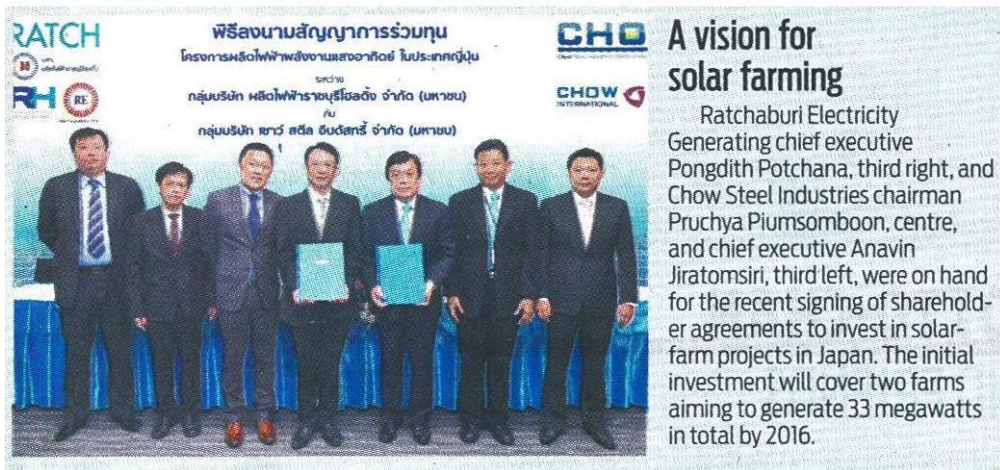 RATCH
RH
RE
พิธีลงนามสัญญาการร่วมทุน
โครงการผลิตไฟฟ้าพลังงานแสงอาทิตย์ ในประเทศญี่ปุ่น
ระหว่าง
กลุ่มบริษัท ผลิตไฟฟ้าราชบุรีโฮลดิ้ง จำกัด (มหาชน)
กับ
กลุ่มบริษัท เชาว์ สตีล อินดัสทรี้ จำกัด (มหาชน)
CHO
CHOW
INTERNATIONAL
A vision for
solar farming
Ratchaburi Electricity
Generating chief executive
Pongdith Potchana, third right, and
Chow Steel Industries chairman
Pruchya Piumsomboon, centre,
and chief executive Anavin
Jiratomsiri, third left, were on hand
for the recent signing of sharehold-
er agreements to invest in solar-
farm projects in Japan. The initial
investment will cover two farms
aiming to generate 33 megawatts
in total by 2016.